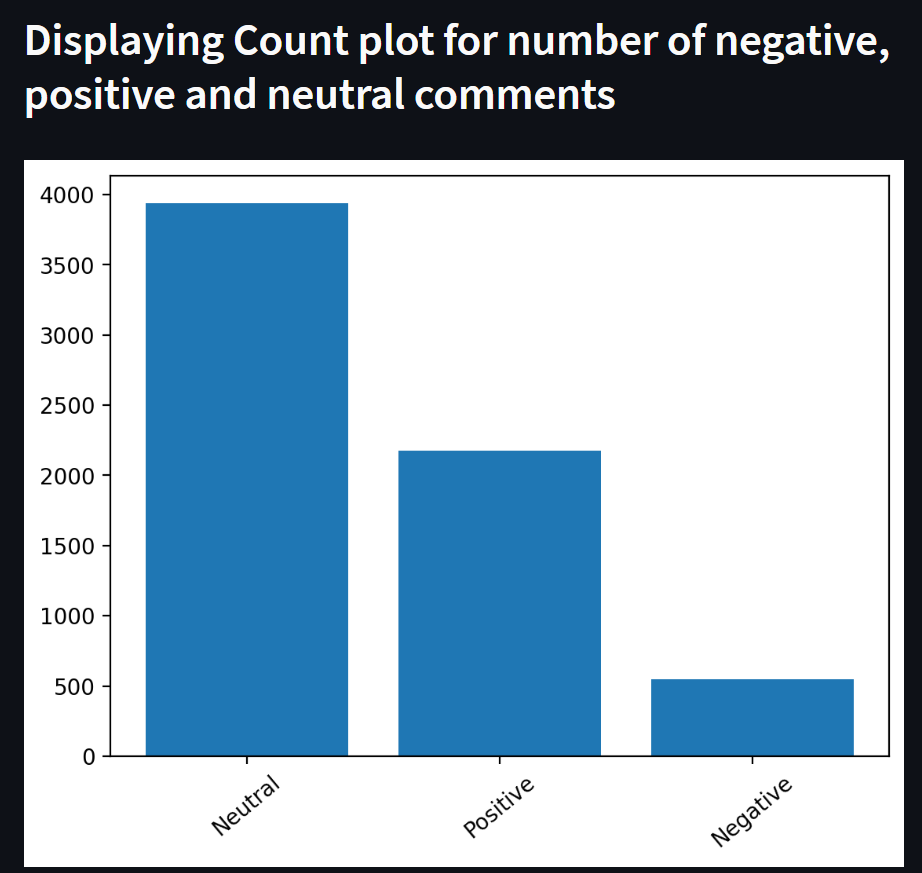 Displaying Count plot for number of negative,
positive and neutral comments
4000
3500
3000
2500
2000
1500
1000
500
0
Neutral
Positive
Negative